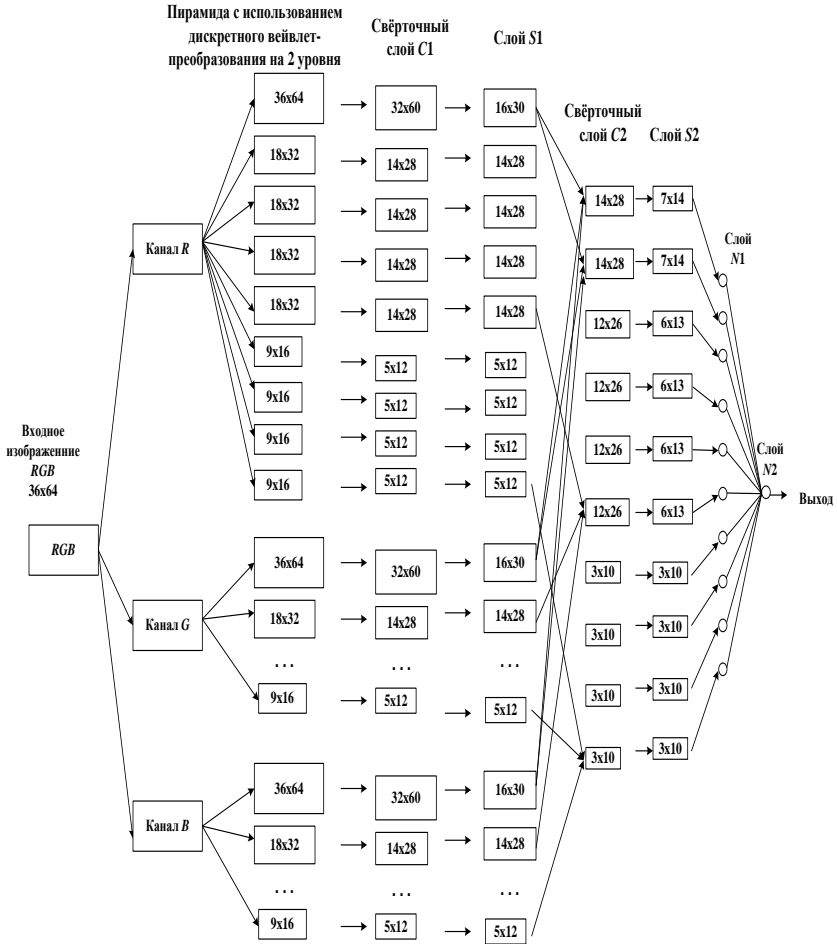 Пирамида с использованием
дискретного вейвлет-
преобразования на 2 уровня
Свёрточный
слой C1
Слой S1
Свёрточный
слой C2
Слой S2
Слой
N1
Слой
N2
Выход
Входное
изображенние
RGB
36x64
RGB
Канал R
36x64
32x60
16x30
18x32
14x28
14x28
18x32
14x28
14x28
18x32
14x28
14x28
18x32
14x28
14x28
9x16
5x12
5x12
9x16
5x12
5x12
9x16
5x12
5x12
9x16
5x12
5x12
Канал G
36x64
32x60
16x30
18x32
14x28
14x28
...
...
...
9x16
5x12
5x12
Канал B
36x64
32x60
16x30
18x32
14x28
14x28
...
...
...
9x16
5x12
5x12
14x28
7x14
14x28
7x14
12x26
6x13
12x26
6x13
12x26
6x13
12x26
6x13
3x10
3x10
3x10
3x10
3x10
3x10
3x10
3x10